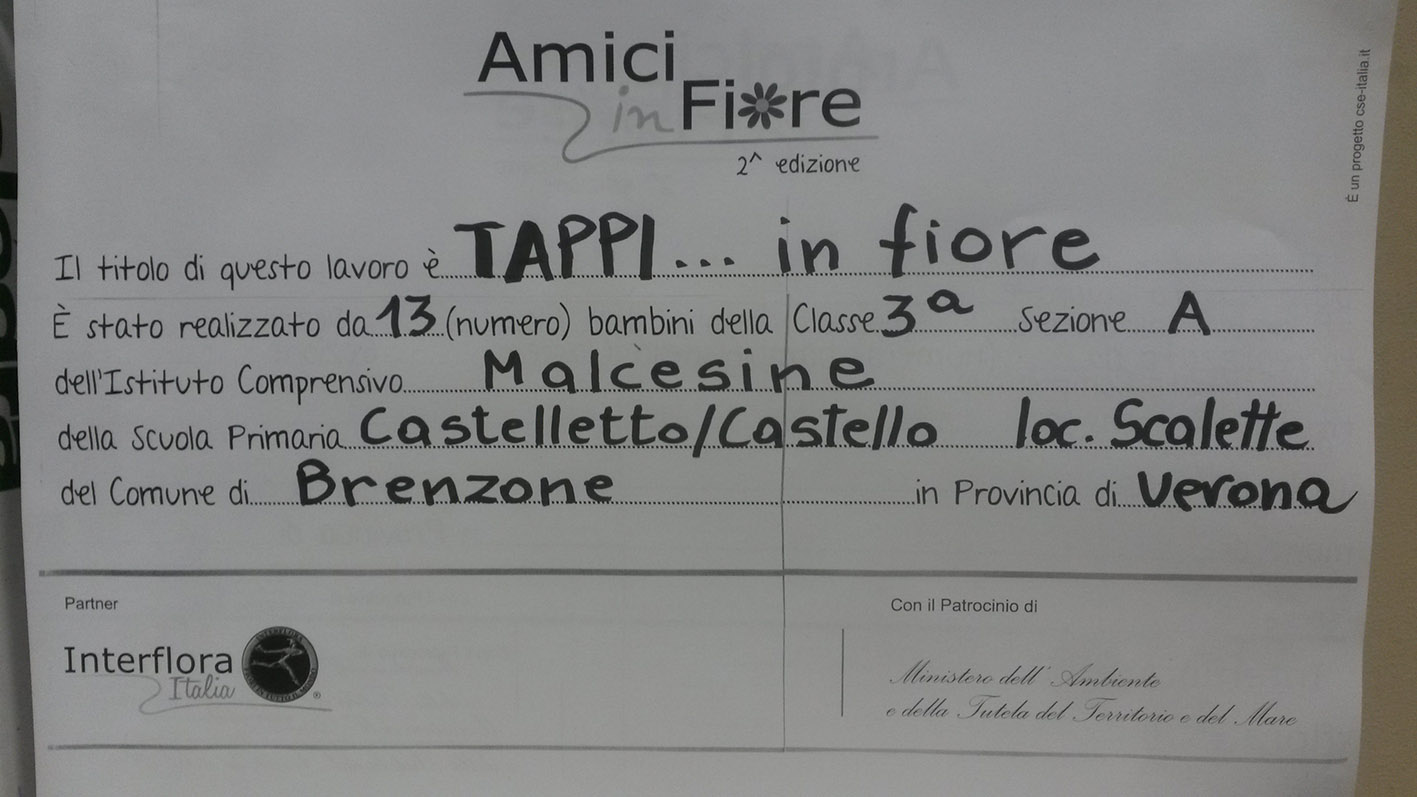 Amici
in Fiore
2^ edizione
È un progetto cse-italia.it
Il titolo di questo lavoro è TAPPI... in fiore
È stato realizzato da 13 (numero) bambini della Classe 3ª Sezione A
dell'Istituto Comprensivo Malcesine
della Scuola Primaria Castelletto/Castello loc. Scalette
del Comune di Brenzone in Provincia di Verona
Partner
Interflora
Italia
Con il Patrocinio di
Ministero dell'Ambiente
e della Tutela del Territorio e del Mare